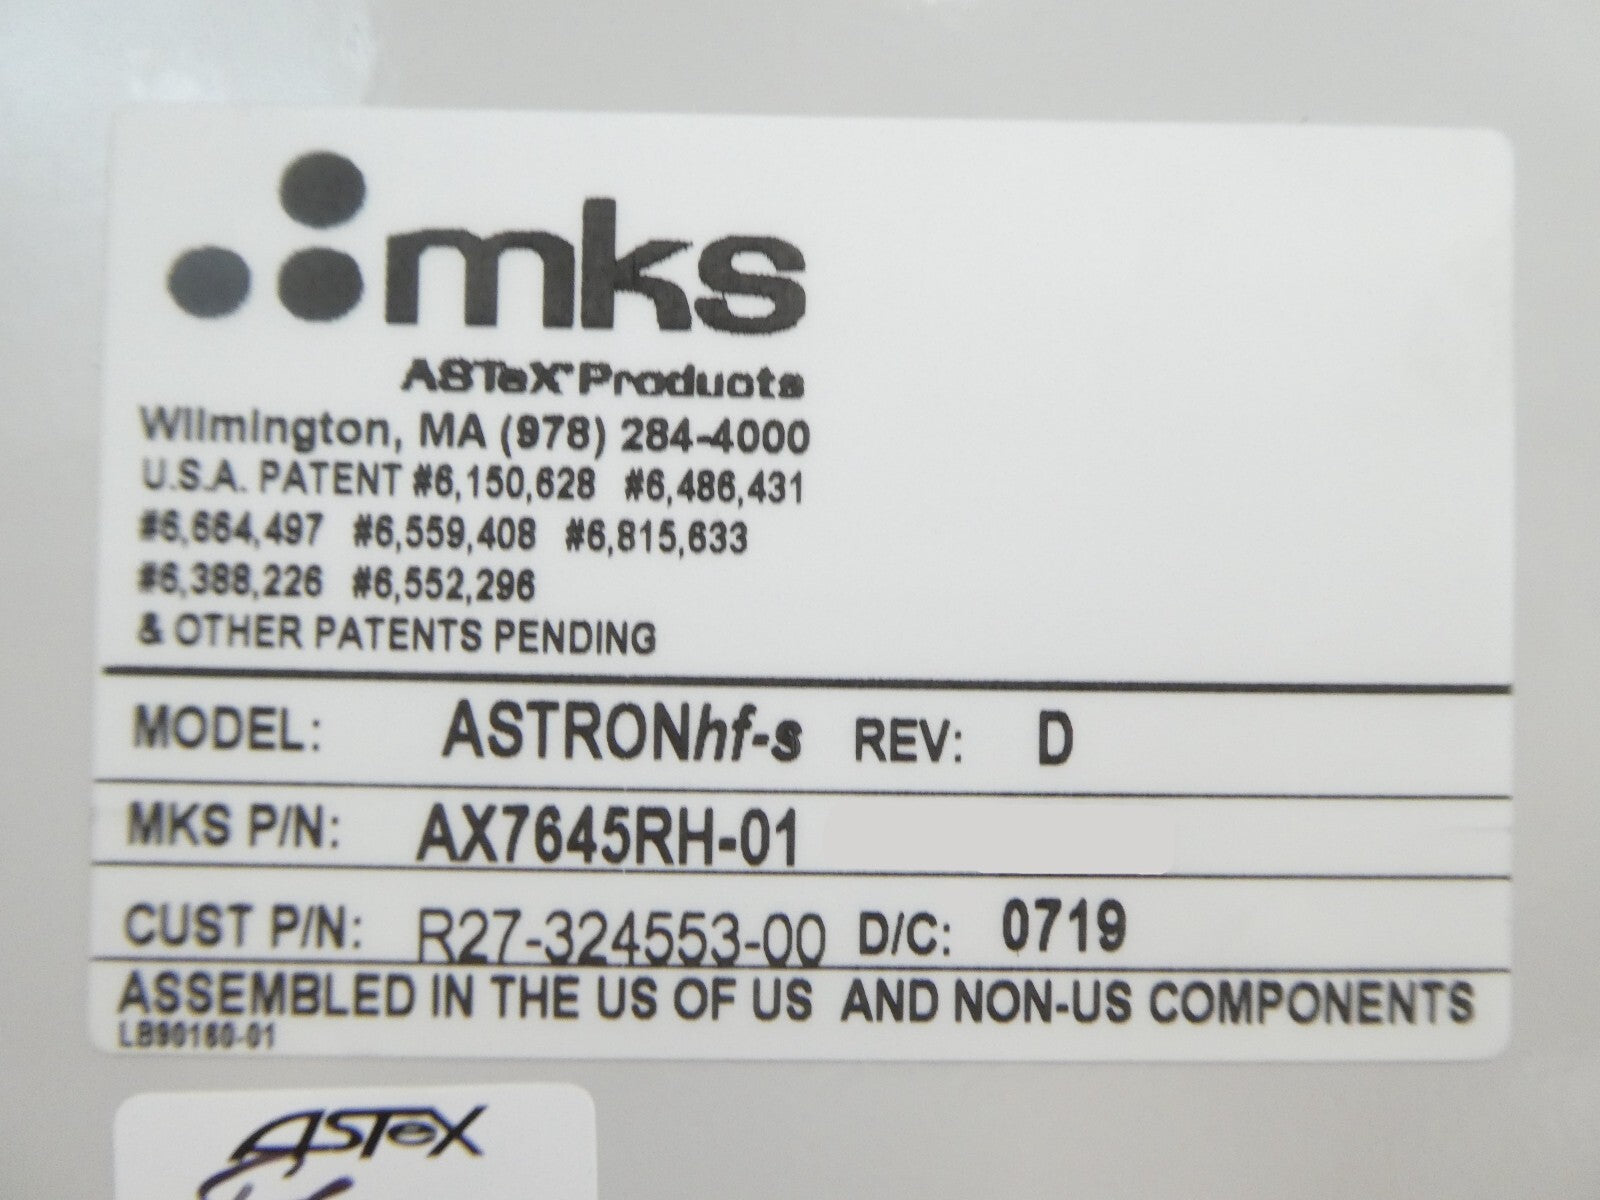 mks
ASTeX Products
Wilmington, MA (978) 284-4000
U.S.A. PATENT #6,150,628 #6,486,431
#6,664,497 #6,559,408 #6,815,633
#6,388,226 #6,552,296
& OTHER PATENTS PENDING
MODEL: ASTRONhf-s REV: D
MKS P/N: AX7645RH-01
CUST P/N: R27-324553-00 D/C: 0719
ASSEMBLED IN THE US OF US AND NON-US COMPONENTS
LB90160-01
ASTeX